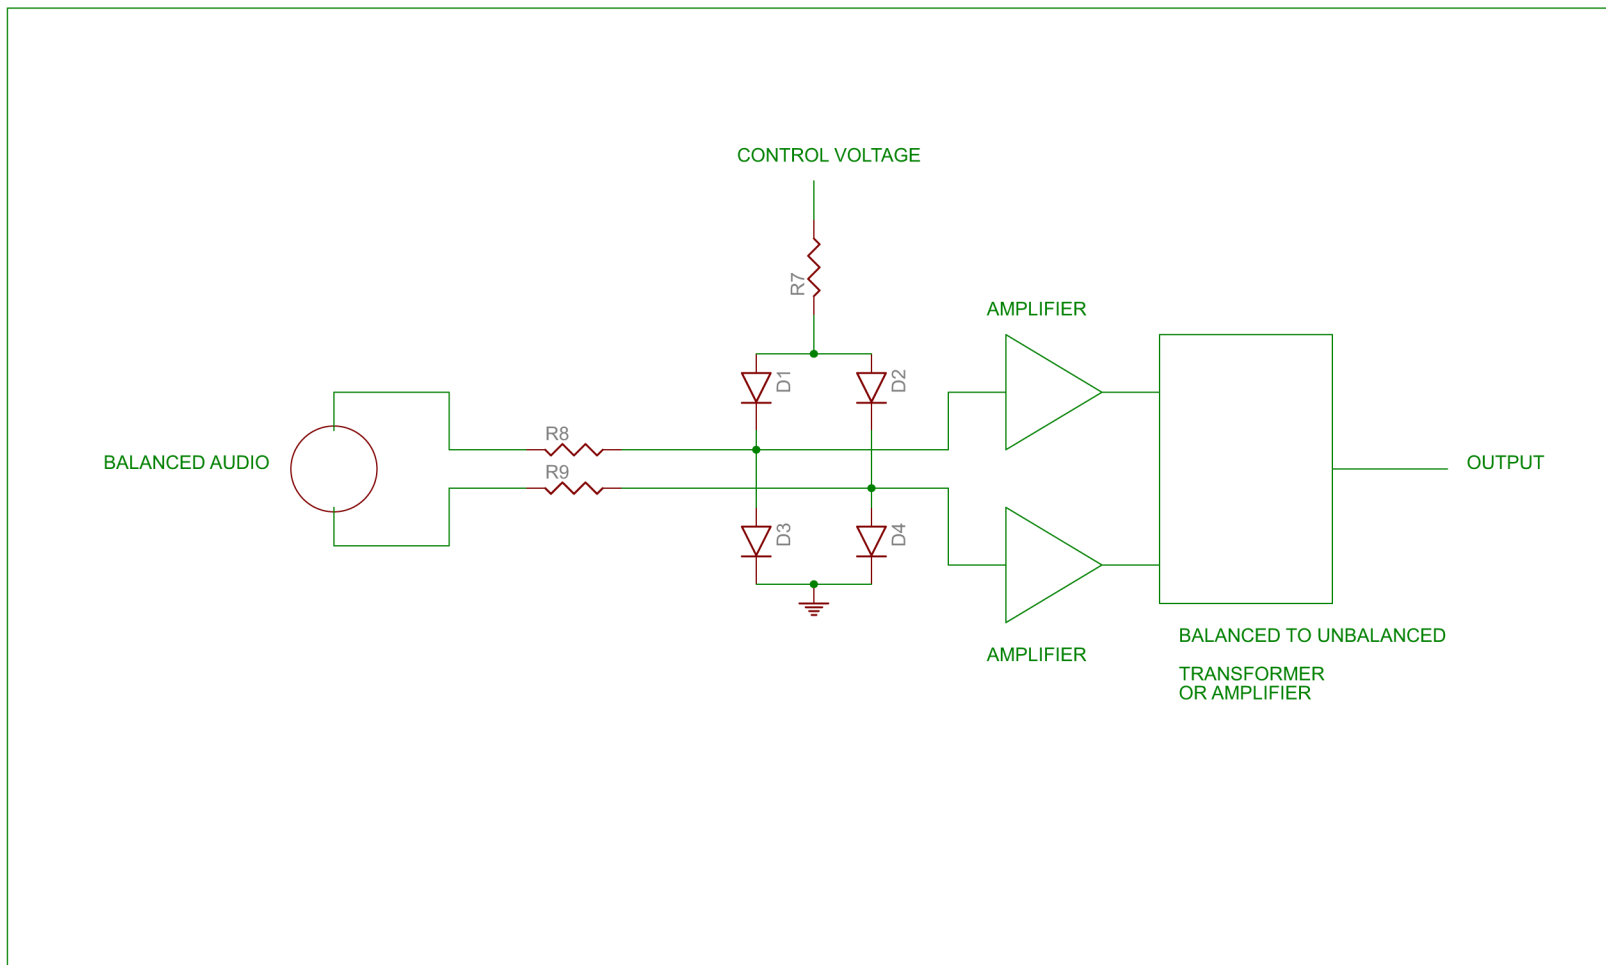 CONTROL VOLTAGE
R7
AMPLIFIER
D1
D2
R8
BALANCED AUDIO
R9
OUTPUT
D3
D4
AMPLIFIER
BALANCED TO UNBALANCED
TRANSFORMER
OR AMPLIFIER